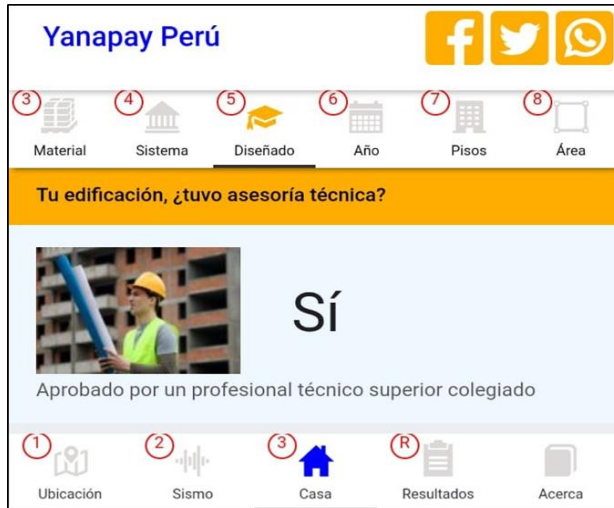 Yanapay Perú
3 4 5 6 7 8
Material Sistema Diseñado Año Pisos Área
Tu edificación, ¿tuvo asesoría técnica?
Sí
Aprobado por un profesional técnico superior colegiado
1 2 3 R
Ubicación Sismo Casa Resultados Acerca